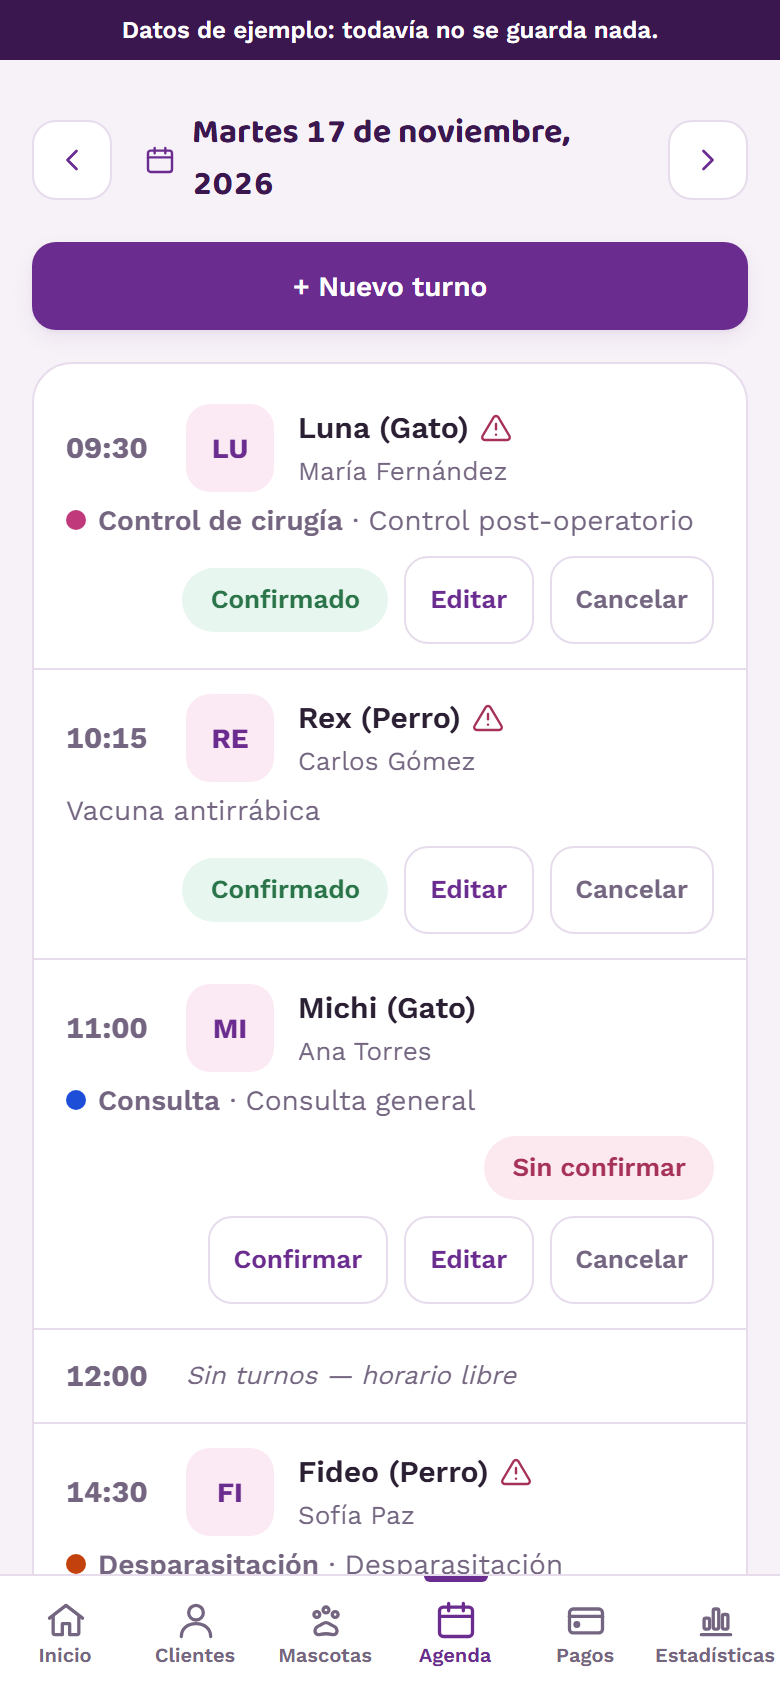 Datos de ejemplo: todavía no se guarda nada.
Martes 17 de noviembre,
2026
+ Nuevo turno
09:30
LU
Luna (Gato)
María Fernández
Control de cirugía · Control post-operatorio
Confirmado
Editar
Cancelar
10:15
RE
Rex (Perro)
Carlos Gómez
Vacuna antirrábica
Confirmado
Editar
Cancelar
11:00
MI
Michi (Gato)
Ana Torres
Consulta · Consulta general
Sin confirmar
Confirmar
Editar
Cancelar
12:00
Sin turnos — horario libre
14:30
FI
Fideo (Perro)
Sofía Paz
Desparasitación · Desparasitación
Inicio
Clientes
Mascotas
Agenda
Pagos
Estadísticas